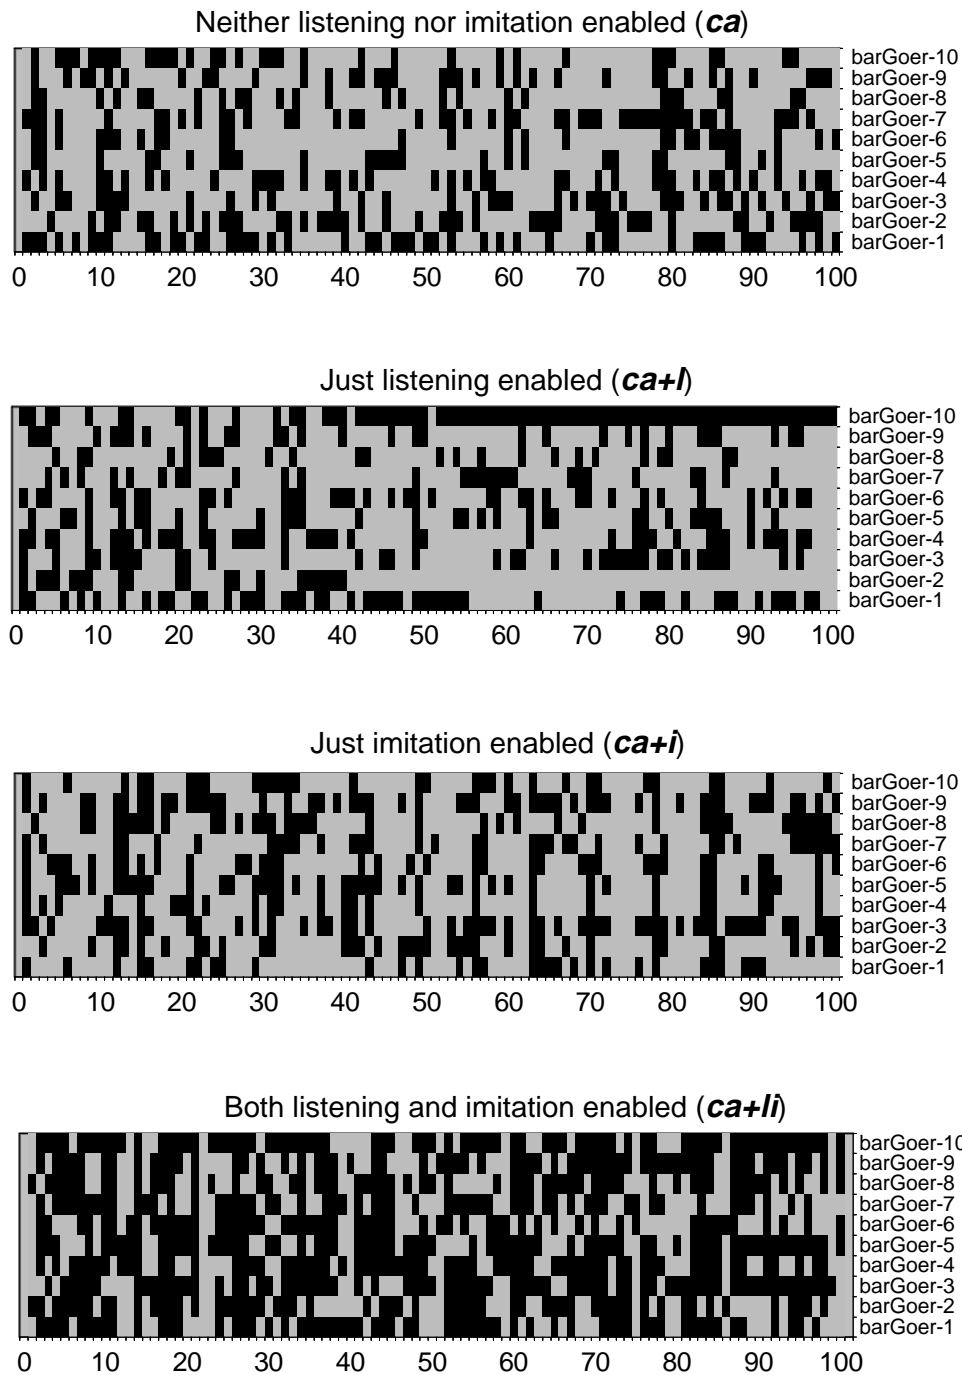 Neither listening nor imitation enabled (ca)
barGoer-10
barGoer-9
barGoer-8
barGoer-7
barGoer-6
barGoer-5
barGoer-4
barGoer-3
barGoer-2
barGoer-1
0 10 20 30 40 50 60 70 80 90 100
Just listening enabled (ca+l)
barGoer-10
barGoer-9
barGoer-8
barGoer-7
barGoer-6
barGoer-5
barGoer-4
barGoer-3
barGoer-2
barGoer-1
0 10 20 30 40 50 60 70 80 90 100
Just imitation enabled (ca+i)
barGoer-10
barGoer-9
barGoer-8
barGoer-7
barGoer-6
barGoer-5
barGoer-4
barGoer-3
barGoer-2
barGoer-1
0 10 20 30 40 50 60 70 80 90 100
Both listening and imitation enabled (ca+li)
barGoer-10
barGoer-9
barGoer-8
barGoer-7
barGoer-6
barGoer-5
barGoer-4
barGoer-3
barGoer-2
barGoer-1
0 10 20 30 40 50 60 70 80 90 100